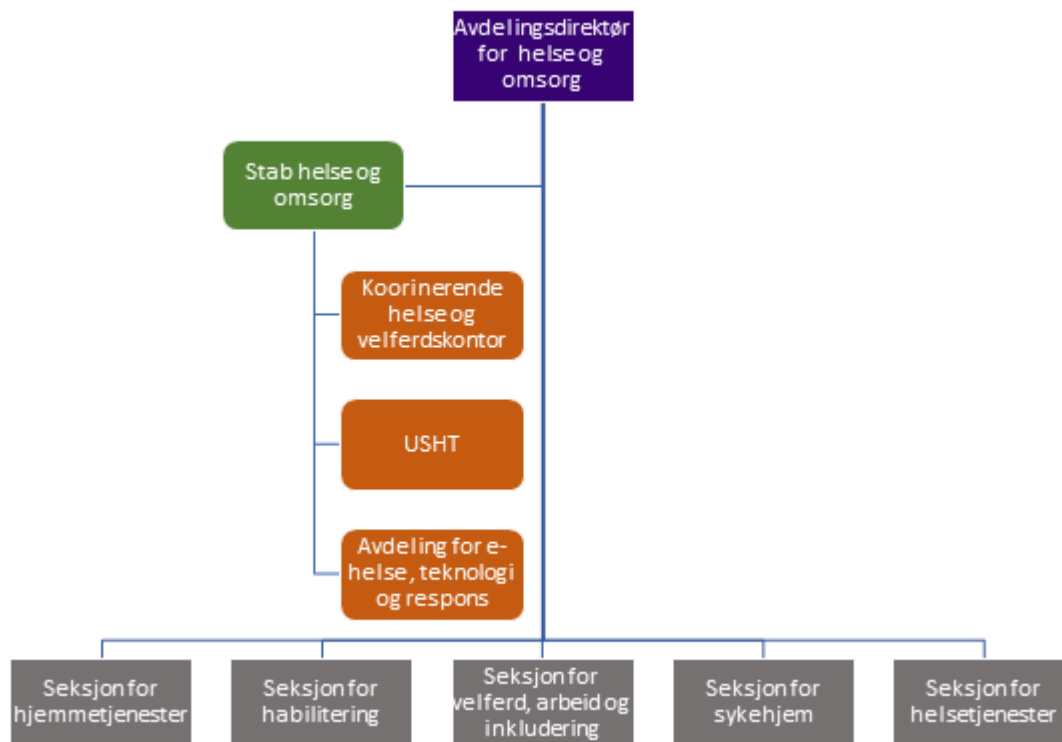 Avdelingsdirektør
for helse og
omsorg
Stab helse og
omsorg
Koorinerende
helse og
velferdskontor
USHT
Avdeling for e-
helse, teknologi
og respons
Seksjon for
hjemmetjenester
Seksjon for
habilitering
Seksjon for
velferd, arbeid og
inkludering
Seksjon for
sykehjem
Seksjon for
helsetjenester